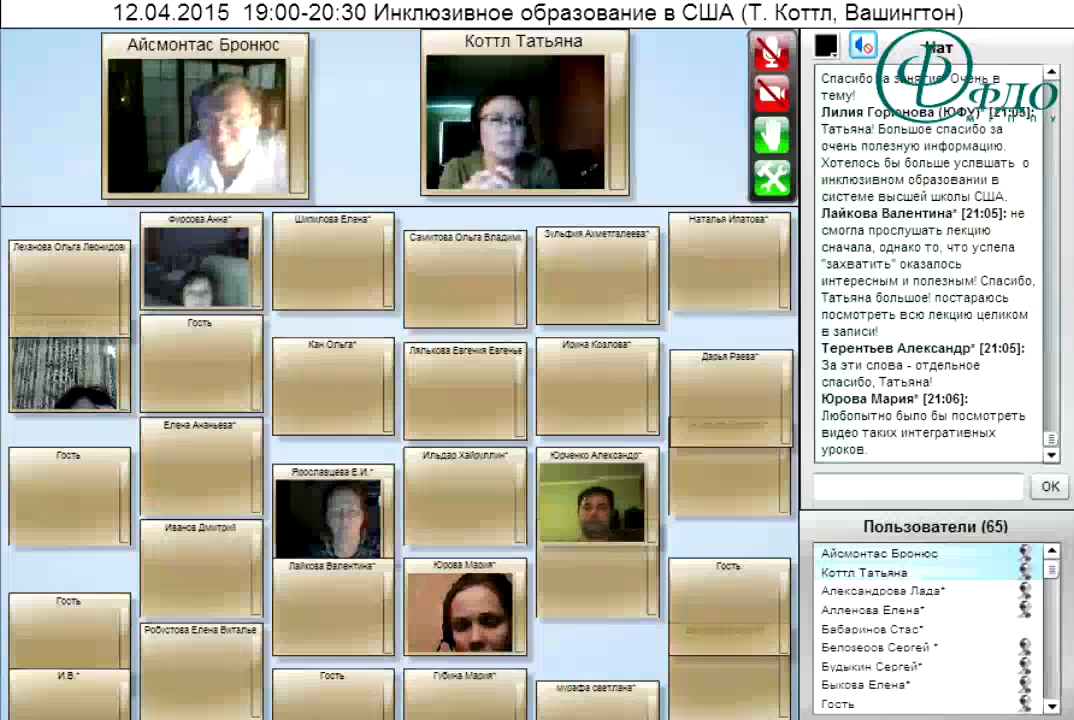 12.04.2015 19:00-20:30 Инклюзивное образование в США (Т. Коттл, Вашингтон)
Айсмонтас Бронюс
Коттл Татьяна
Чат
ФДО
МГППУ
Спасибо за занятие. Очень в
тему!
Лилия Горюнова (ЮФУ)* [21:05]:
Татьяна! Большое спасибо за
очень полезную информацию.
Хотелось бы больше услвшать о
инклюзивном образовании в
системе высшей школы США.
Лайкова Валентина* [21:05]: не
смогла прослушать лекцию
сначала, однако то, что успела
"захватить" оказалось
интересным и полезным! Спасибо,
Татьяна большое! постараюсь
посмотреть всю лекцию целиком
в записи!
Терентьев Александр* [21:05]:
За эти слова - отдельное
спасибо, Татьяна!
Юрова Мария* [21:06]:
Любопытно было бы посмотреть
видео таких интегративных
уроков.
OK
Пользователи (65)
Айсмонтас Бронюс
Коттл Татьяна
Александрова Лада*
Алленова Елена*
Бабаринов Стас*
Белозеров Сергей *
Будыкин Сергей*
Быкова Елена*
Гость
Леханова Ольга Леонидов
Фирсова Анна*
Шипилова Елена*
Самитова Ольга Владими
Зульфия Ахметгалеева*
Наталья Ипатова*
Гость
Кан Ольга*
Лялькова Евгения Евгенье
Ирина Козлова*
Дарья Раева*
Гость
Елена Ананьева*
Ярославцева Е.И.*
Ильдар Хайруллин*
Юрченко Александр*
Иванов Дмитрий
Лайкова Валентина*
Юрова Мария*
Гость
Гость
Робустова Елена Виталье
И.В.*
Гость
Губина Мария*
мурафа светлана*